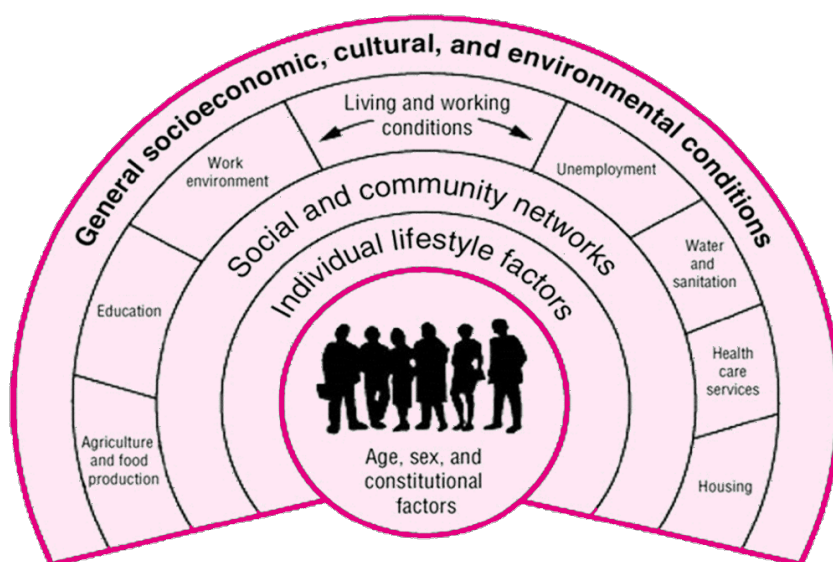 General socioeconomic, cultural, and environmental conditions
Living and working
conditions
Work
environment
Unemployment
Social and community networks
Water
and
sanitation
Individual lifestyle factors
Education
Health
care
services
Agriculture
and food
production
Age, sex, and
constitutional
factors
Housing